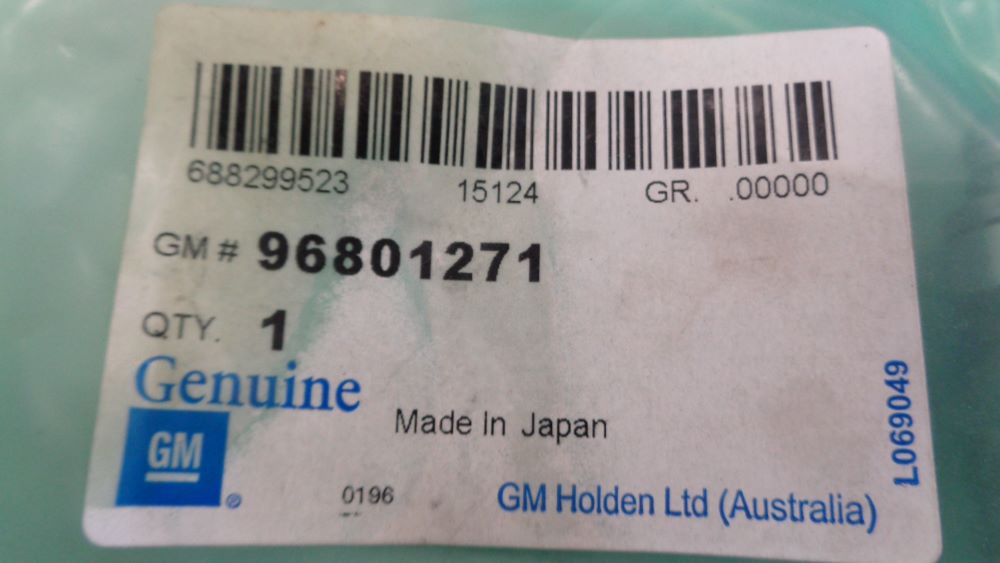 688299523 15124 GR. .00000
GM # 96801271
QTY. 1
Genuine
GM
®
Made In Japan
0196
GM Holden Ltd (Australia)
L069049